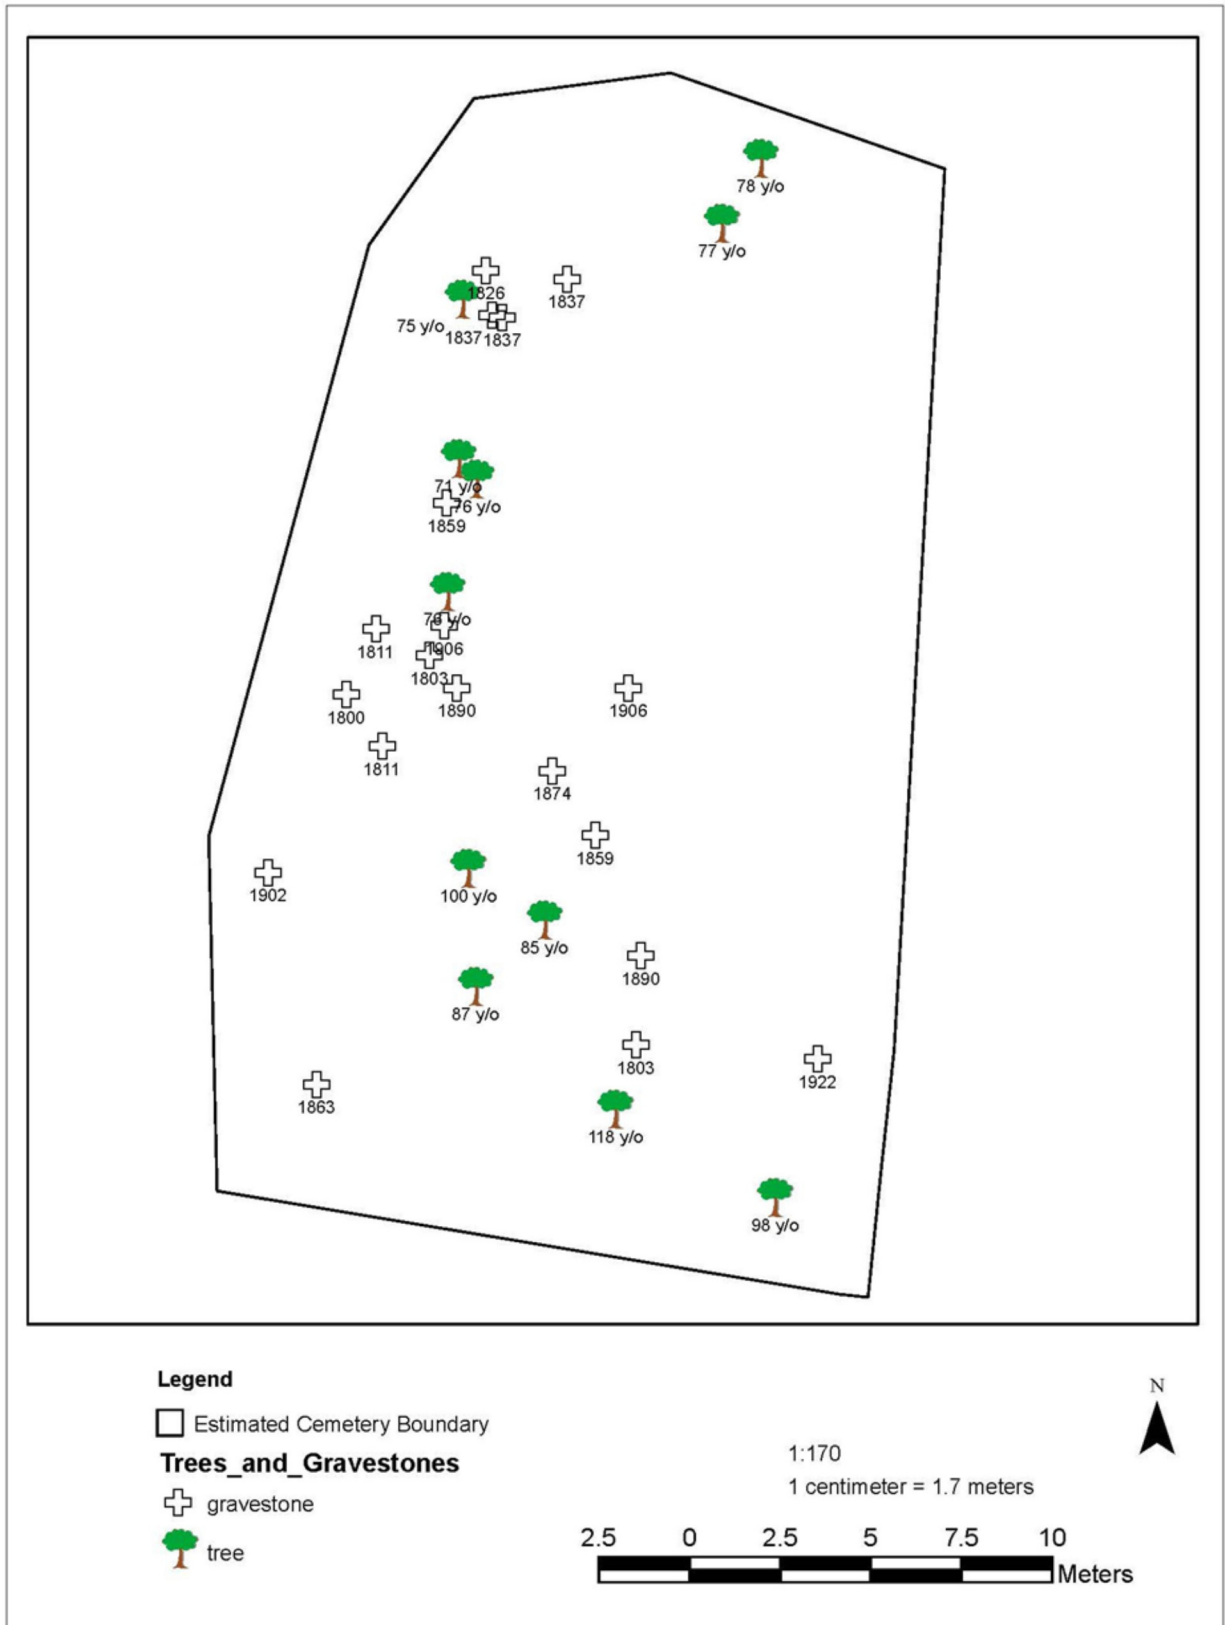 78 y/o
77 y/o
1826
1837
75 y/o
1837
1837
71 y/o
76 y/o
1859
76 y/o
1811
1906
1803
1800
1890
1906
1811
1874
1859
1902
100 y/o
85 y/o
1890
87 y/o
1803
1922
1863
118 y/o
98 y/o
Legend
N
Estimated Cemetery Boundary
Trees_and_Gravestones
1:170
1 centimeter = 1.7 meters
gravestone
tree
2.5 0 2.5 5 7.5 10
Meters